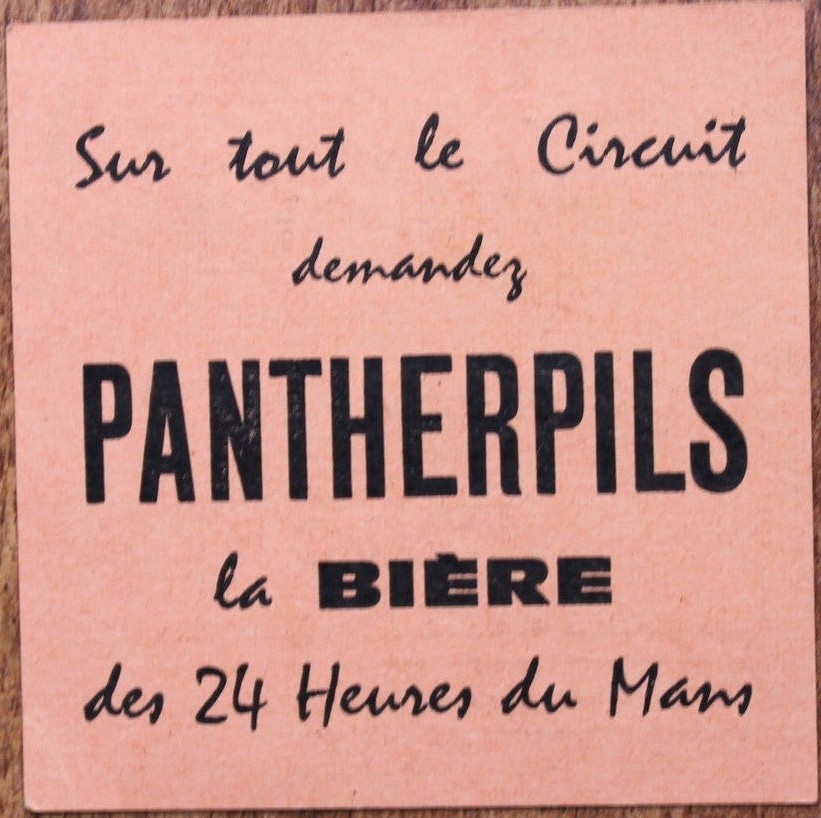 Sur tout le Circuit
demandez
PANTHERPILS
la BIÈRE
des 24 Heures du Mans